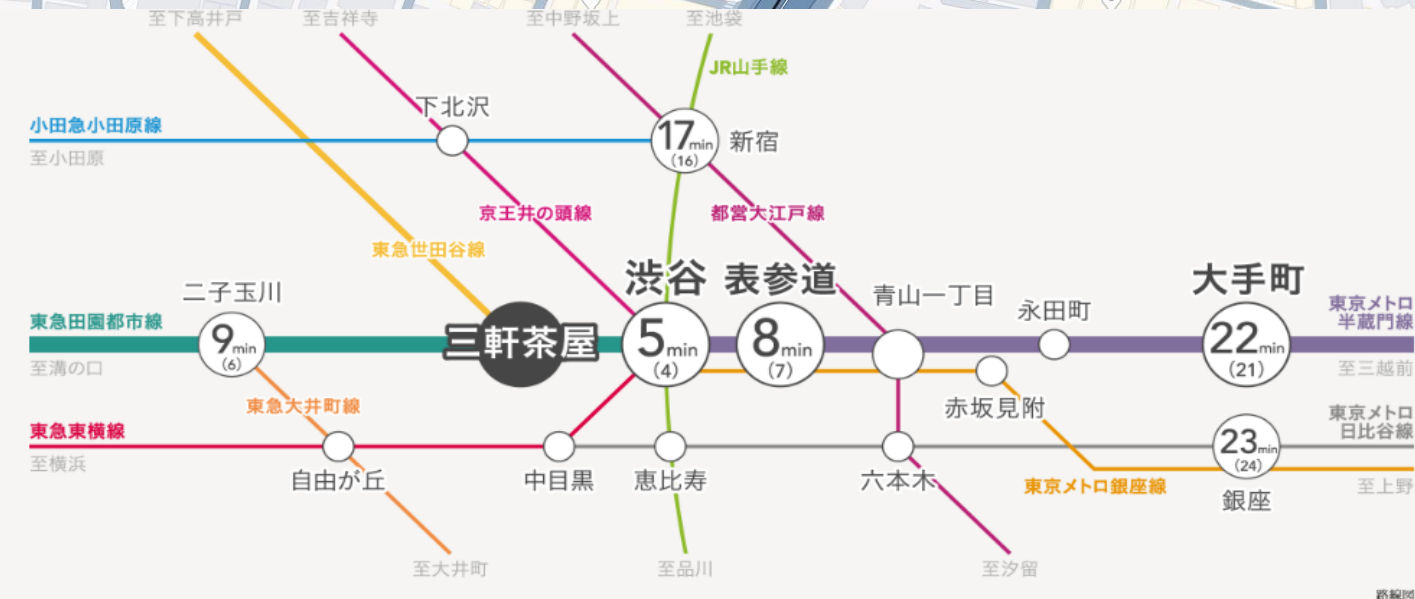 至下高井戸
至吉祥寺
至中野坂上
至池袋
JR山手線
下北沢
小田急小田原線
至小田原
17min
(16)
新宿
京王井の頭線
都営大江戸線
東急世田谷線
渋谷
表参道
大手町
二子玉川
青山一丁目
永田町
東京メトロ
半蔵門線
東急田園都市線
9min
(6)
三軒茶屋
5min
(4)
8min
(7)
22min
(21)
至溝の口
至三越前
東急大井町線
赤坂見附
東京メトロ
日比谷線
東急東横線
至横浜
23min
(24)
自由が丘
中目黒
恵比寿
六本木
東京メトロ銀座線
至上野
銀座
至大井町
至品川
至汐留
路線図